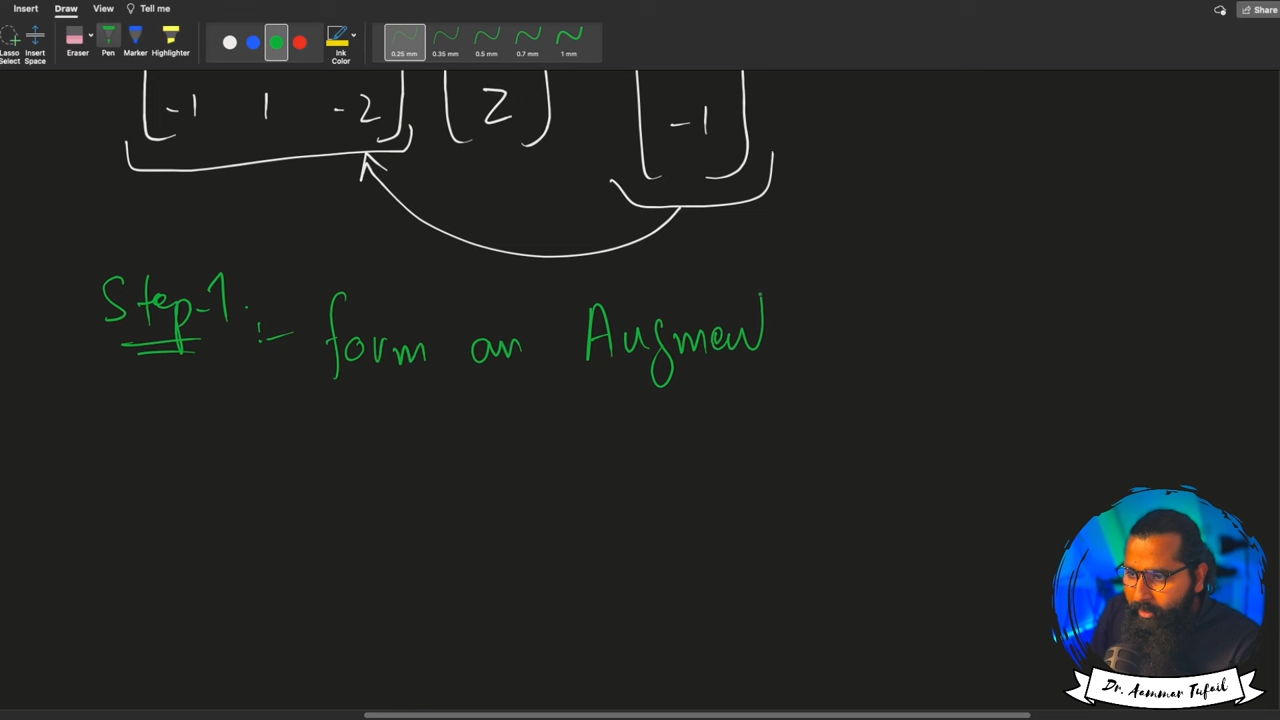 Insert Draw View Tell me
Share
Lasso Select
Insert Space
Eraser
Pen
Marker
Highlighter
Ink Color
0.25 mm 0.35 mm 0.5 mm 0.7 mm 1 mm
-1 1 -2 Z -1
Step-1 :- form an Augmen
Dr. Aammar Tufail